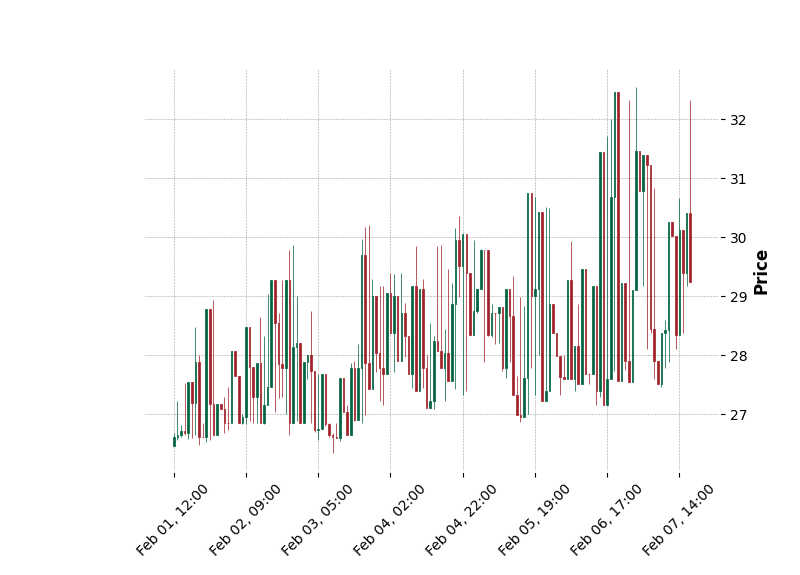 32
31
30
29
28
27
Price
Feb 01, 12:00
Feb 02, 09:00
Feb 03, 05:00
Feb 04, 02:00
Feb 04, 22:00
Feb 05, 19:00
Feb 06, 17:00
Feb 07, 14:00